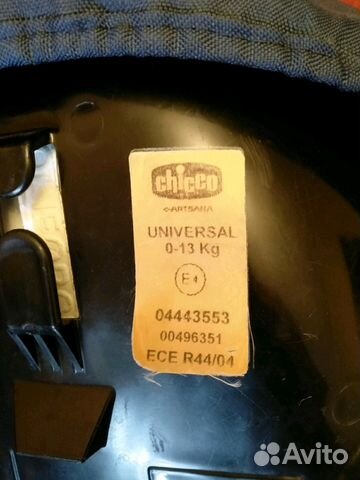 chicco
ARTSANA
UNIVERSAL
0-13 Kg
E4
04443553
00496351
ECE R44/04
Avito